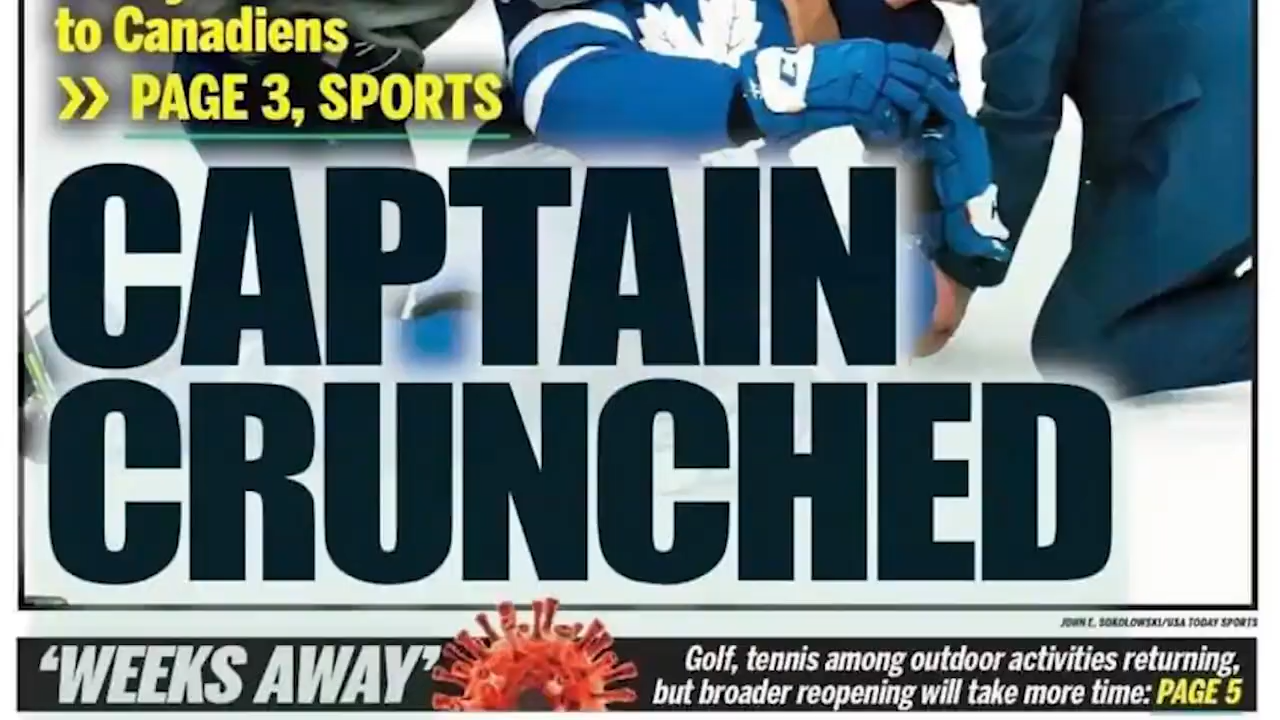 to Canadiens
>> PAGE 3, SPORTS
CAPTAIN
CRUNCHED
JOHN E. SOKOLOWSKI/USA TODAY SPORTS
‘WEEKS AWAY’
Golf, tennis among outdoor activities returning,
but broader reopening will take more time: PAGE 5